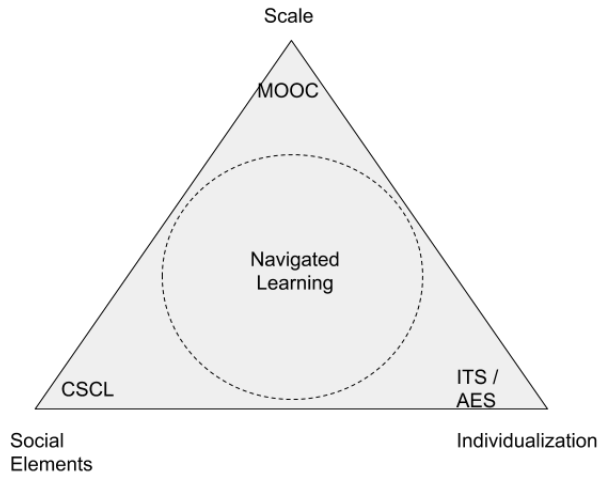 Scale
MOOC
Navigated
Learning
CSCL
ITS /
AES
Social
Elements
Individualization